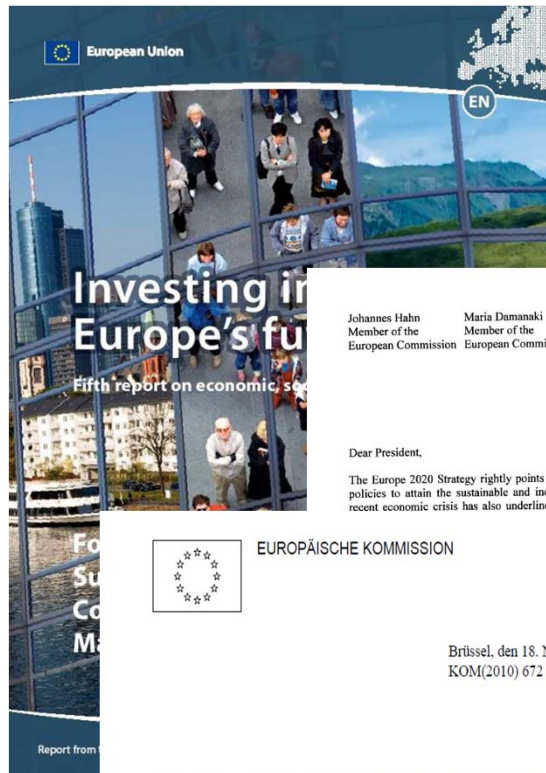 European Union
EN
Investing in
Europe's fu
Fifth report on economic, so
Johannes Hahn
Member of the
European Commission
Maria Damanaki
Member of the
European Commi
Dear President,
The Europe 2020 Strategy rightly points
policies to attain the sustainable and in
recent economic crisis has also underlin
Fo
Su
Co
Ma
EUROPÄISCHE KOMMISSION
Brüssel, den 18. N
KOM(2010) 672
Report from t